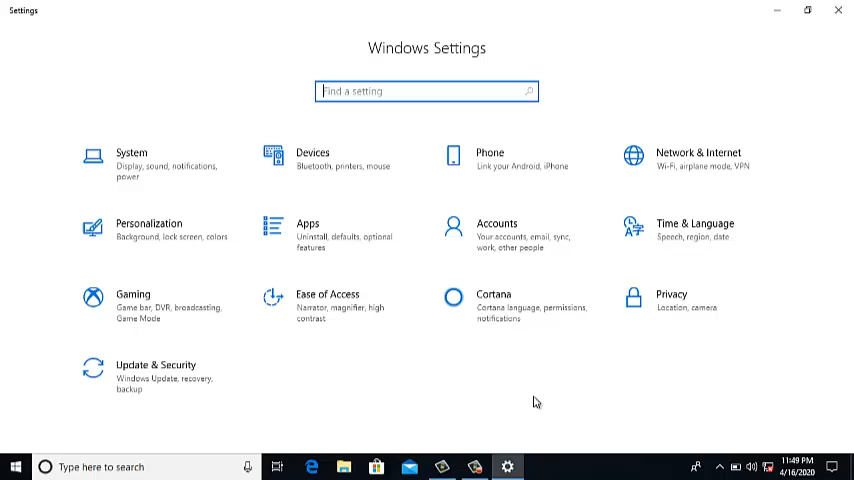 Settings
Windows Settings
Find a setting
System
Display, sound, notifications,
power
Devices
Bluetooth, printers, mouse
Phone
Link your Android, iPhone
Network & Internet
Wi-Fi, airplane mode, VPN
Personalization
Background, lock screen, colors
Apps
Uninstall, defaults, optional
features
Accounts
Your accounts, email, sync,
work, other people
Time & Language
Speech, region, date
Gaming
Game bar, DVR, broadcasting,
Game Mode
Ease of Access
Narrator, magnifier, high
contrast
Cortana
Cortana language, permissions,
notifications
Privacy
Location, camera
Update & Security
Windows Update, recovery,
backup
Type here to search
11:49 PM
4/16/2020